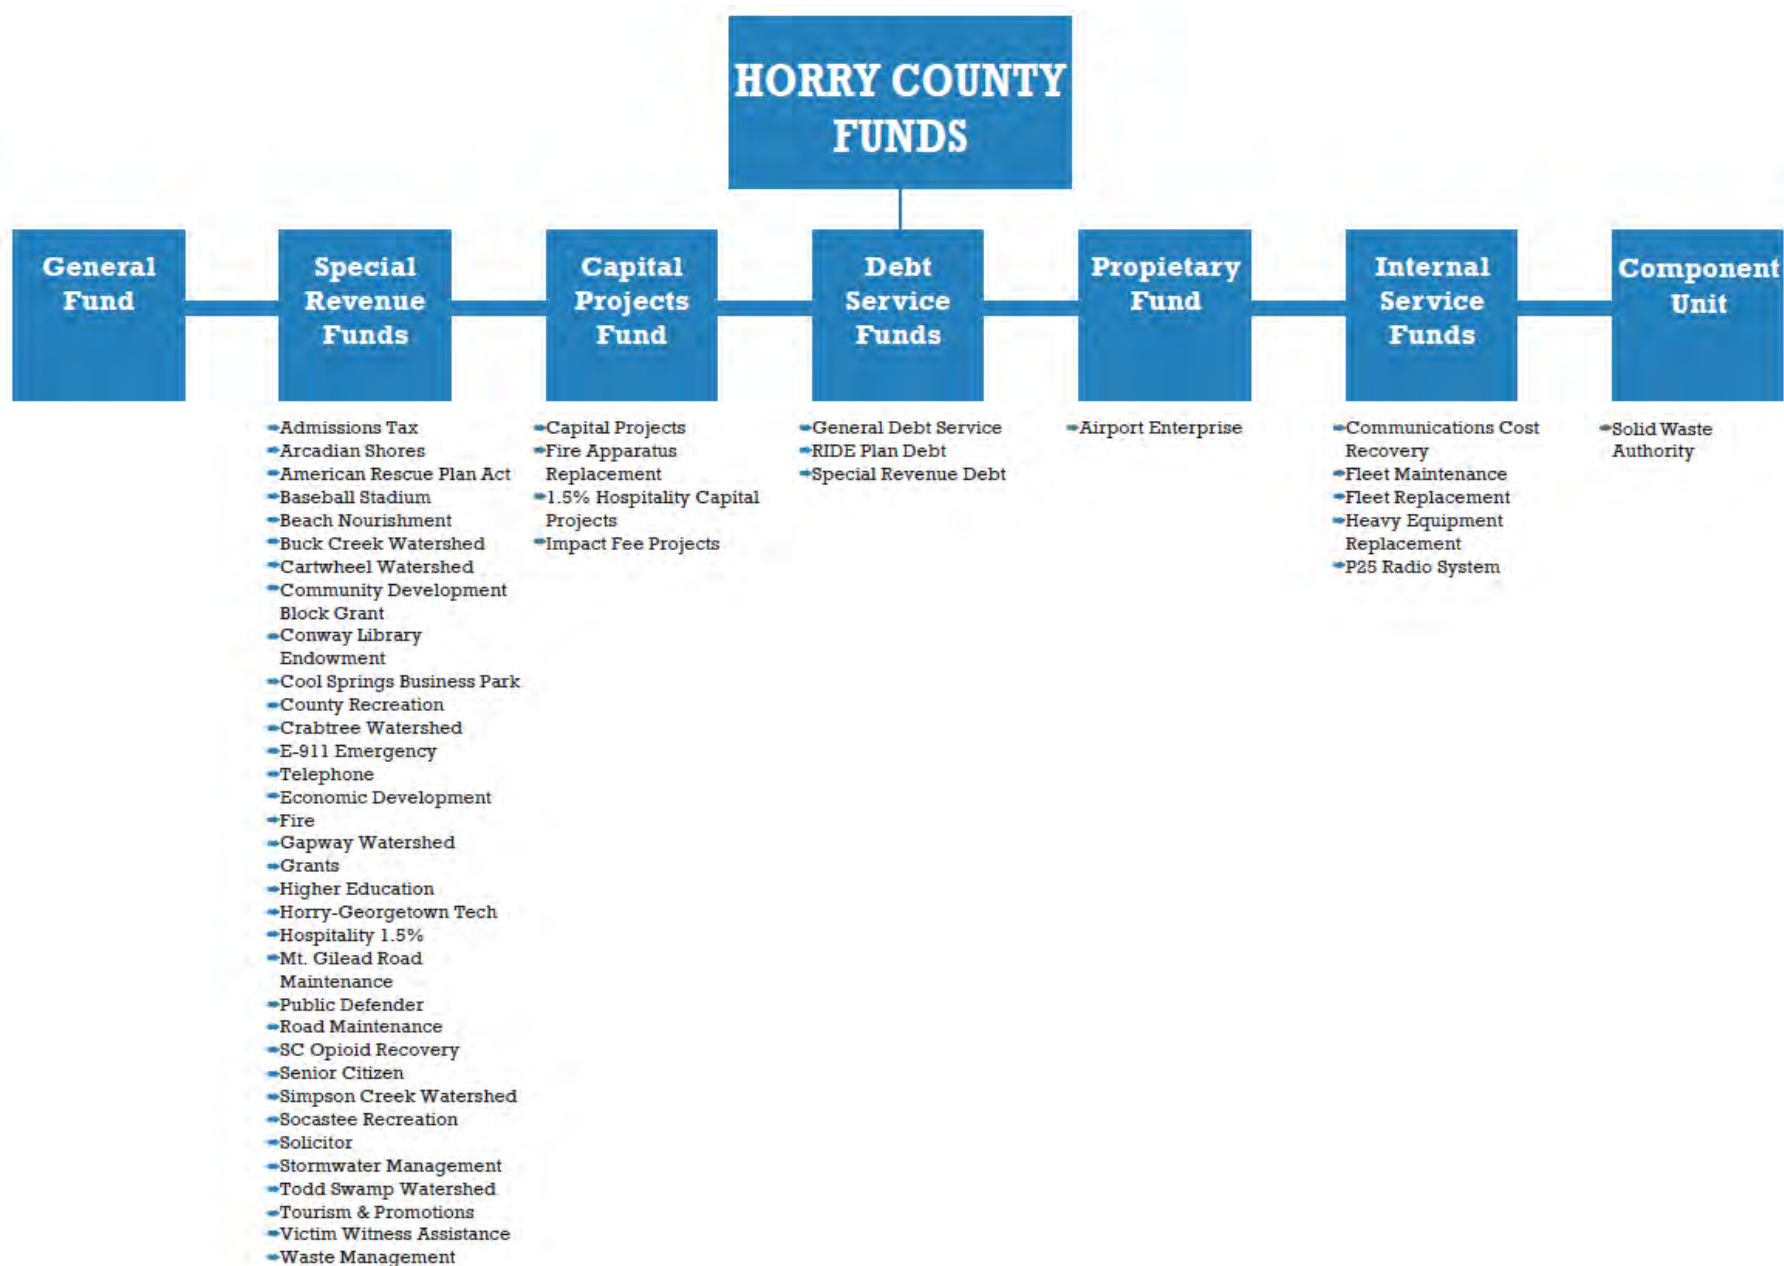 HORRY COUNTY
FUNDS
General
Fund
Special
Revenue
Funds
Capital
Projects
Fund
Debt
Service
Funds
Propietary
Fund
Internal
Service
Funds
Component
Unit
Admissions Tax
Arcadian Shores
American Rescue Plan Act
Baseball Stadium
Beach Nourishment
Buck Creek Watershed
Cartwheel Watershed
Community Development
Block Grant
Conway Library
Endowment
Cool Springs Business Park
County Recreation
Crabtree Watershed
E-911 Emergency
Telephone
Economic Development
Fire
Gapway Watershed
Grants
Higher Education
Horry-Georgetown Tech
Hospitality 1.5%
Mt. Gilead Road
Maintenance
Public Defender
Road Maintenance
SC Opioid Recovery
Senior Citizen
Simpson Creek Watershed
Socastee Recreation
Solicitor
Stormwater Management
Todd Swamp Watershed
Tourism & Promotions
Victim Witness Assistance
Waste Management
Capital Projects
Fire Apparatus
Replacement
1.5% Hospitality Capital
Projects
Impact Fee Projects
General Debt Service
RIDE Plan Debt
Special Revenue Debt
Airport Enterprise
Communications Cost
Recovery
Fleet Maintenance
Fleet Replacement
Heavy Equipment
Replacement
P25 Radio System
Solid Waste
Authority